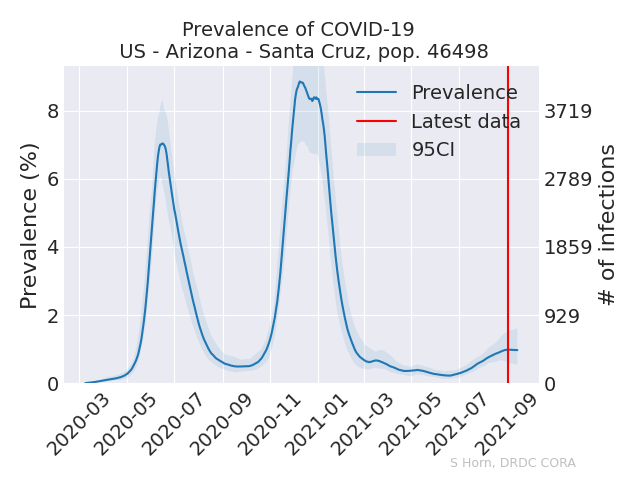 Prevalence of COVID-19
US - Arizona - Santa Cruz, pop. 46498
Prevalence (%)
8
6
4
2
0
Prevalence
Latest data
95CI
3719
2789
1859
929
0
# of infections
2020-03
2020-05
2020-07
2020-09
2020-11
2021-01
2021-03
2021-05
2021-07
2021-09
S Horn, DRDC CORA